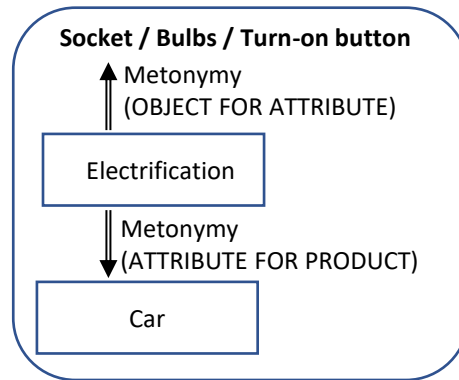 Socket / Bulbs / Turn-on button
Metonymy
(OBJECT FOR ATTRIBUTE)
Electrification
Metonymy
(ATTRIBUTE FOR PRODUCT)
Car